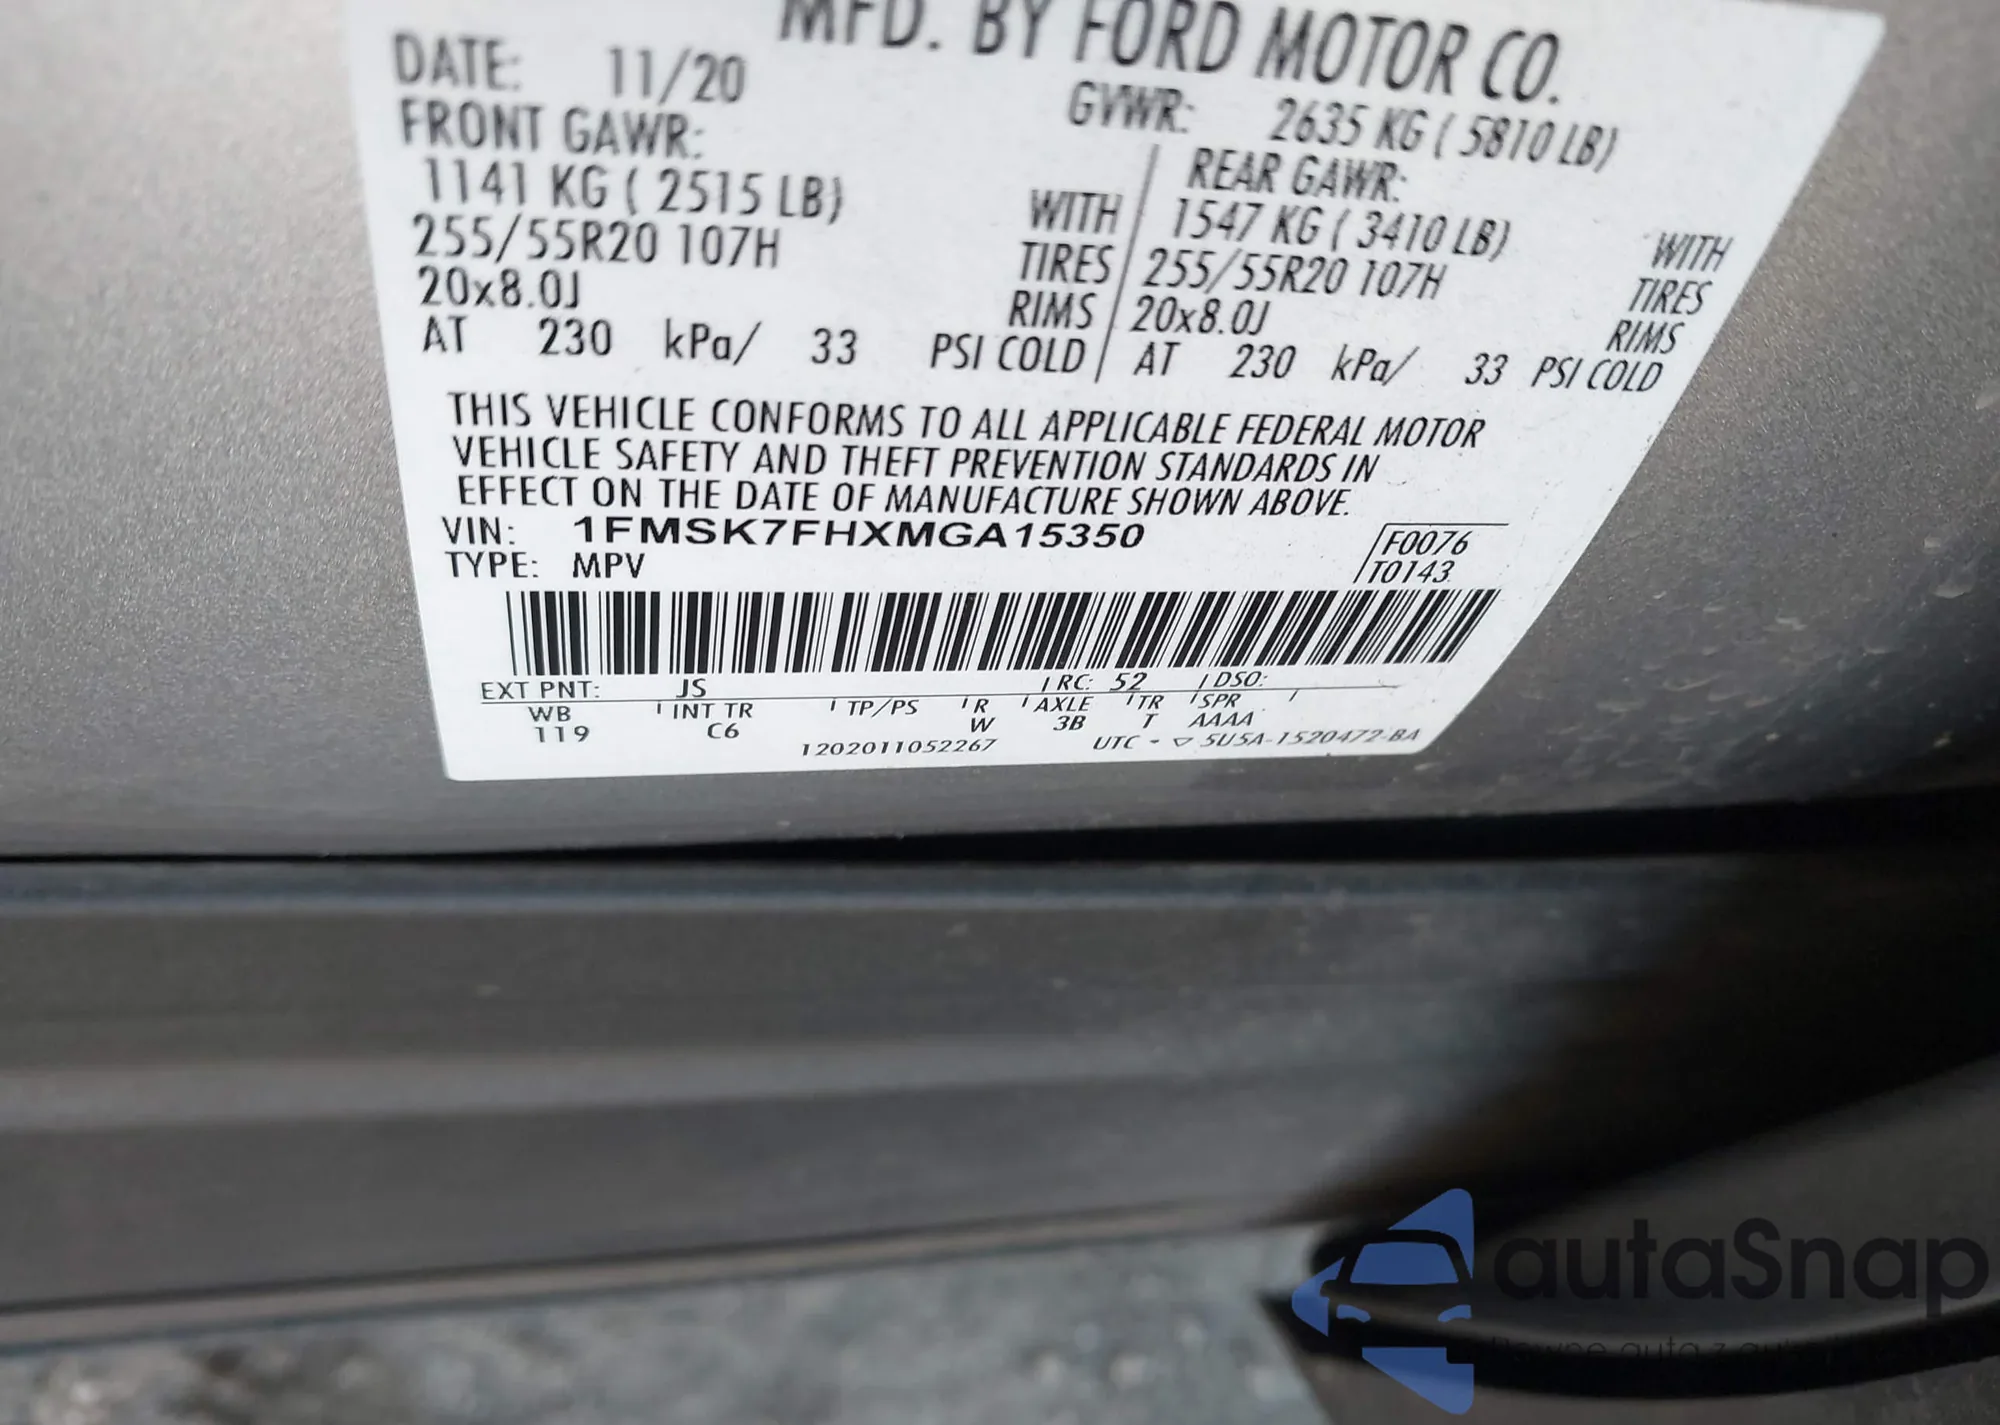 MFD. BY FORD MOTOR CO.
DATE: 11/20 GVWR: 2635 KG ( 5810 LB)
FRONT GAWR: REAR GAWR:
1141 KG ( 2515 LB) WITH 1547 KG ( 3410 LB) WITH
255/55R20 107H TIRES 255/55R20 107H TIRES
20x8.0J RIMS 20x8.0J RIMS
AT 230 kPa/ 33 PSI COLD AT 230 kPa/ 33 PSI COLD
THIS VEHICLE CONFORMS TO ALL APPLICABLE FEDERAL MOTOR
VEHICLE SAFETY AND THEFT PREVENTION STANDARDS IN
EFFECT ON THE DATE OF MANUFACTURE SHOWN ABOVE.
VIN: 1FMSK7FHXMGA15350 F0076
TYPE: MPV T0143
EXT PNT: JS RC: 52 DSO:
WB INT TR TP/PS R AXLE TR SPR
119 C6 W 3B T AAAA
1202011052267 UTC - ▽ 5U5A-1520472-BA
autaSnap
auta z